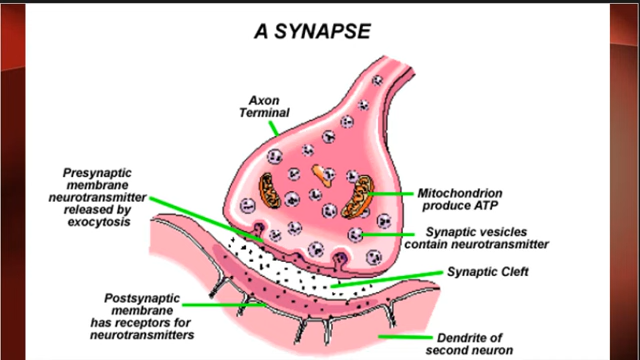 A SYNAPSE
Axon
Terminal
Presynaptic
membrane
neurotransmitter
released by
exocytosis
Mitochondrion
produce ATP
Synaptic vesicles
contain neurotransmitter
Synaptic Cleft
Postsynaptic
membrane
has receptors for
neurotransmitters
Dendrite of
second neuron